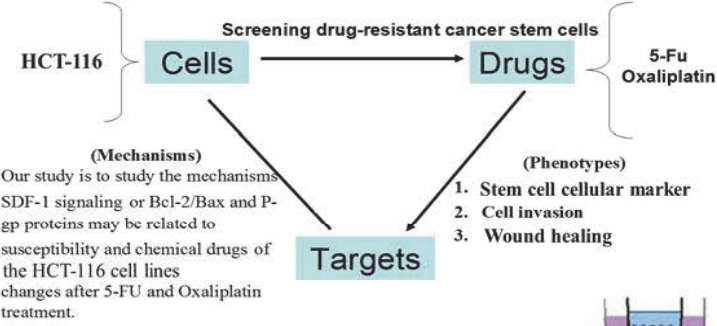 Screening drug-resistant cancer stem cells
HCT-116
Cells
Drugs
5-Fu
Oxaliplatin
(Mechanisms)
Our study is to study the mechanisms
SDF-1 signaling or Bcl-2/Bax and P-
gp proteins may be related to
susceptibility and chemical drugs of
the HCT-116 cell lines
changes after 5-FU and Oxaliplatin
treatment.
(Phenotypes)
1. Stem cell cellular marker
2. Cell invasion
3. Wound healing
Targets